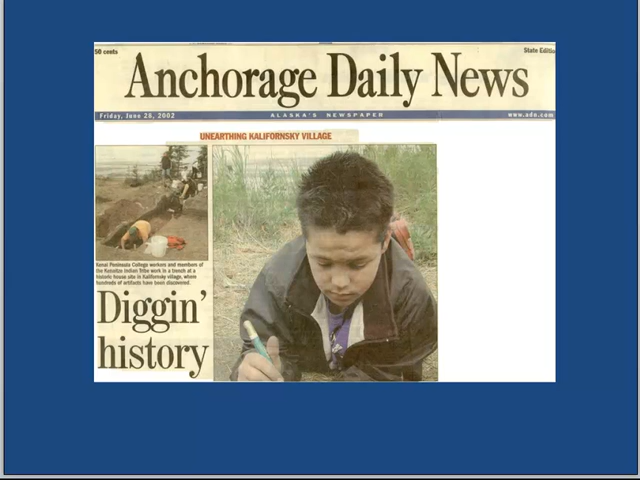 50 cents
State Editio
Anchorage Daily News
Friday, June 28, 2002
ALASKA'S NEWSPAPER
www.adn.com
UNEARTHING KALIFORNSKY VILLAGE
Kenai Peninsula College workers and members of
the Kenaitze Indian Tribe work in a trench at a
historic house site in Kalifornsky village, where
hundreds of artifacts have been discovered.
Diggin'
history